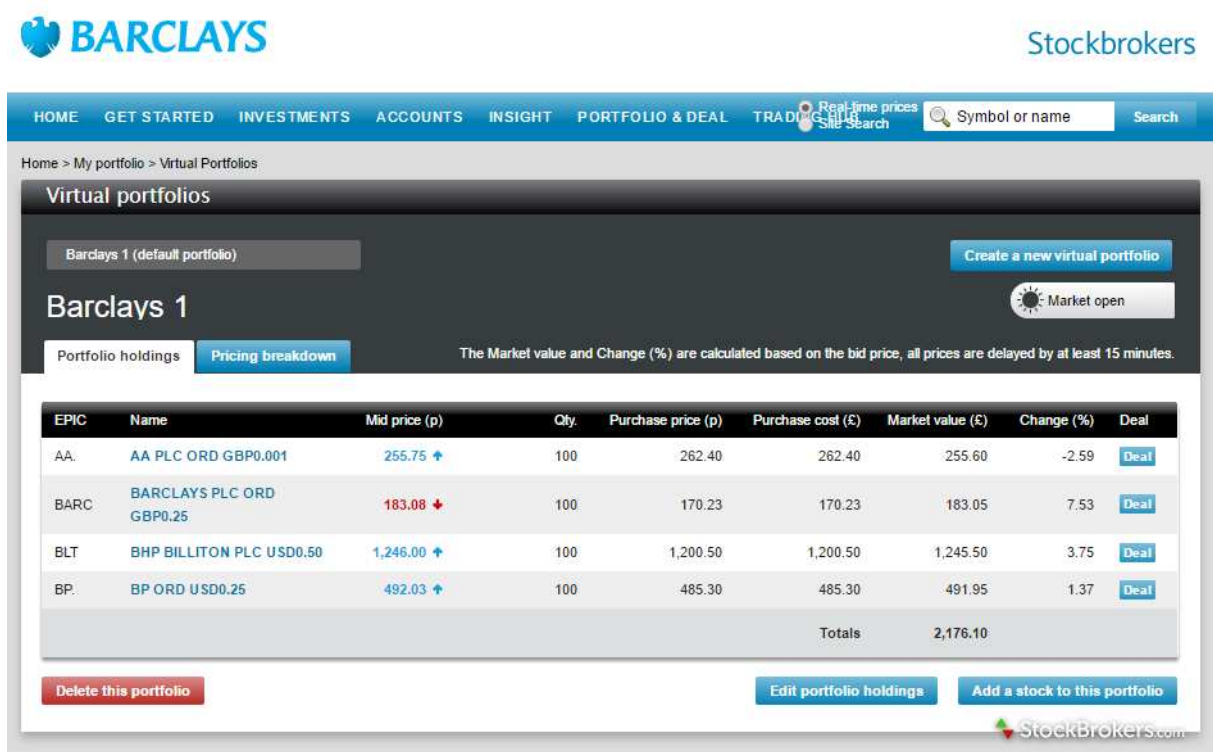 BARCLAYS
Stockbrokers
HOME GET STARTED INVESTMENTS ACCOUNTS INSIGHT PORTFOLIO & DEAL TRADING HUB Real-time prices Symbol or name Search
Site Search
Home > My portfolio > Virtual Portfolios
Virtual portfolios
Barclays 1 (default portfolio) Create a new virtual portfolio
Barclays 1 Market open
Portfolio holdings Pricing breakdown The Market value and Change (%) are calculated based on the bid price, all prices are delayed by at least 15 minutes.
EPIC Name Mid price (p) Qty. Purchase price (p) Purchase cost (£) Market value (£) Change (%) Deal
AA. AA PLC ORD GBP0.001 255.75 100 262.40 262.40 255.60 -2.59 Deal
BARC BARCLAYS PLC ORD GBP0.25 183.08 100 170.23 170.23 183.05 7.53 Deal
BLT BHP BILLITON PLC USD0.50 1,246.00 100 1,200.50 1,200.50 1,245.50 3.75 Deal
BP. BP ORD USD0.25 492.03 100 485.30 485.30 491.95 1.37 Deal
Totals 2,176.10
Delete this portfolio Edit portfolio holdings Add a stock to this portfolio
StockBrokers.com